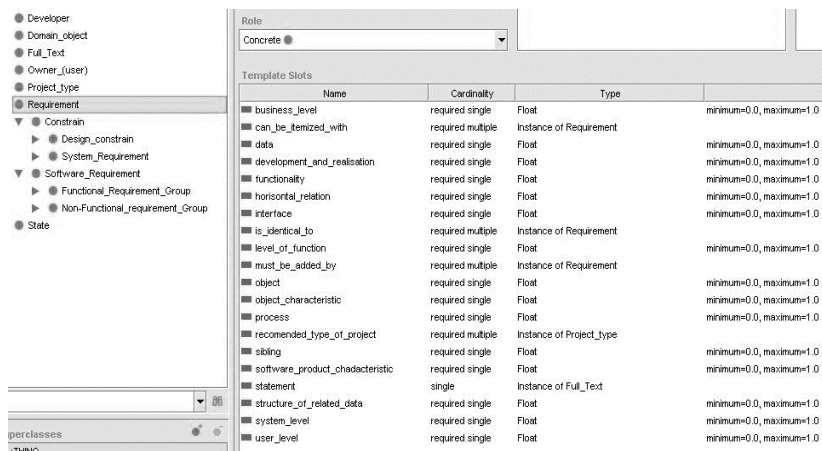 Developer
Domain_object
Full_Text
Owner_(user)
Project_type
Requirement
Constrain
Design_constrain
System_Requirement
Software_Requirement
Functional_Requirement_Group
Non-Functional_requirement_Group
State
perclasses
:THING
Role
Concrete
Template Slots
Name Cardinality Type
business_level required single Float minimum=0.0, maximum=1.0
can_be_itemized_with required multiple Instance of Requirement
data required single Float minimum=0.0, maximum=1.0
development_and_realisation required single Float minimum=0.0, maximum=1.0
functionality required single Float minimum=0.0, maximum=1.0
horisontal_relation required single Float minimum=0.0, maximum=1.0
interface required single Float minimum=0.0, maximum=1.0
is_identical_to required multiple Instance of Requirement
level_of_function required single Float minimum=0.0, maximum=1.0
must_be_added_by required multiple Instance of Requirement
object required single Float minimum=0.0, maximum=1.0
object_characteristic required single Float minimum=0.0, maximum=1.0
process required single Float minimum=0.0, maximum=1.0
recomended_type_of_project required multiple Instance of Project_type
sibling required single Float minimum=0.0, maximum=1.0
software_product_chadacteristic required single Float minimum=0.0, maximum=1.0
statement single Instance of Full_Text
structure_of_related_data required single Float minimum=0.0, maximum=1.0
system_level required single Float minimum=0.0, maximum=1.0
user_level required single Float minimum=0.0, maximum=1.0